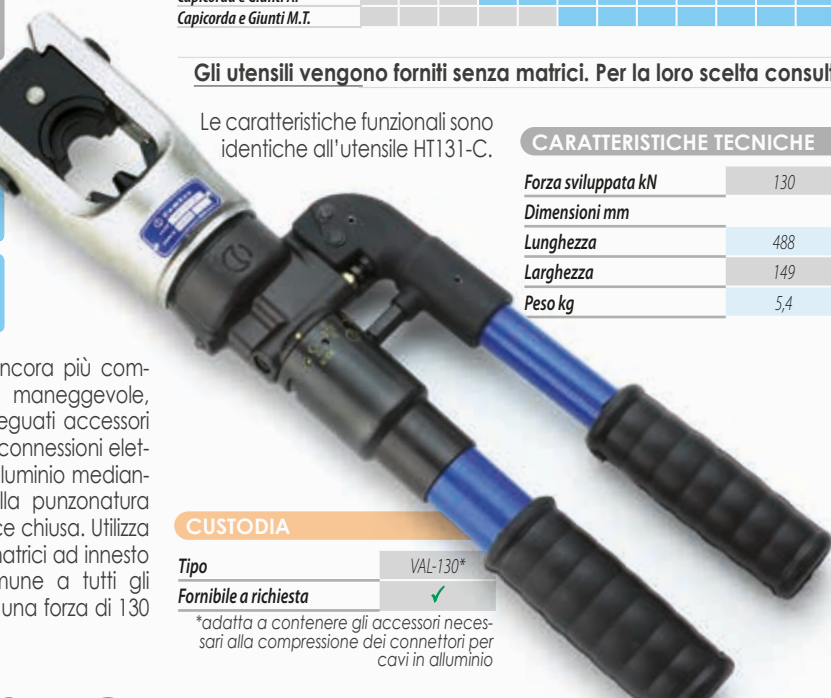 Capicorda e Giunti M.T.
Gli utensili vengono forniti senza matrici. Per la loro scelta consult
Le caratteristiche funzionali sono
identiche all'utensile HT131-C.
CARATTERISTICHE TECNICHE
Forza sviluppata kN 130
Dimensioni mm
Lunghezza 488
Larghezza 149
Peso kg 5,4
ncora più com-
maneggevole,
eguati accessori
connessioni elet-
lluminio median-
lla punzonatura
ce chiusa. Utilizza
natrici ad innesto
mune a tutti gli
una forza di 130
CUSTODIA
Tipo VAL-130*
Fornibile a richiesta ✓
*adatta a contenere gli accessori neces-
sari alla compressione dei connettori per
cavi in alluminio